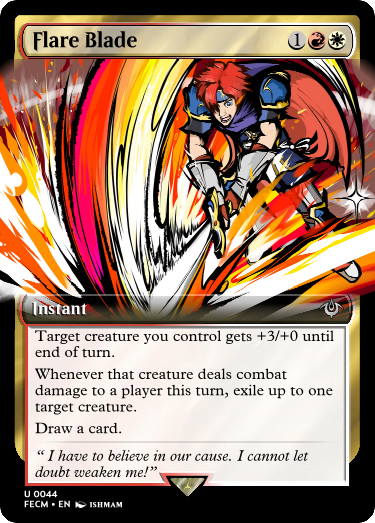 Flare Blade
1
Instant
Target creature you control gets +3/+0 until
end of turn.
Whenever that creature deals combat
damage to a player this turn, exile up to one
target creature.
Draw a card.
“ I have to believe in our cause. I cannot let
doubt weaken me!”
U 0044
FECM • EN ISHMAM